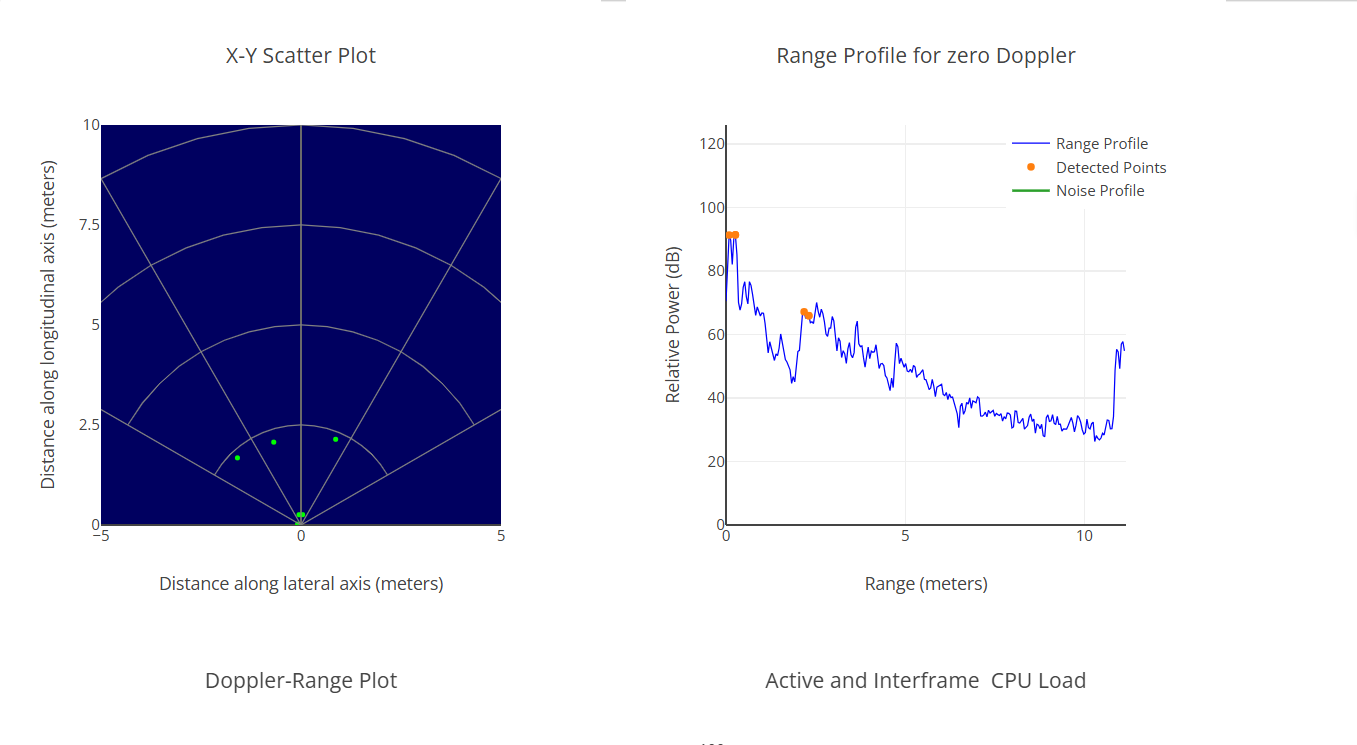 X-Y Scatter Plot
10
7.5
5
2.5
0
−5
0
5
Distance along longitudinal axis (meters)
Distance along lateral axis (meters)
Range Profile for zero Doppler
120
100
80
60
40
20
0
0
5
10
Relative Power (dB)
Range (meters)
Range Profile
Detected Points
Noise Profile
Doppler-Range Plot
Active and Interframe  CPU Load